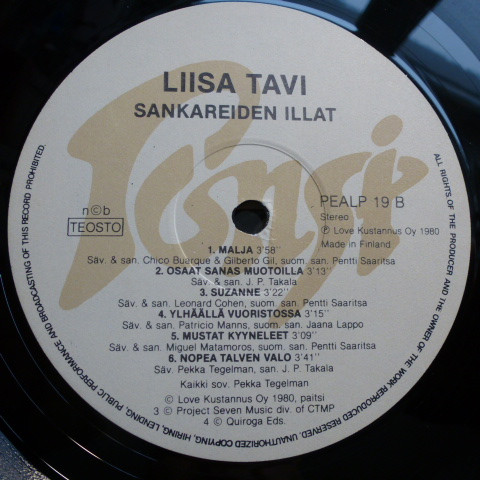 LIISA TAVI
SANKAREIDEN ILLAT
Ponsi
n©b
TEOSTO
PEALP 19 B
Stereo
℗ Love Kustannus Oy 1980
Made in Finland
1. MALJA 3'58"
Säv. & san. Chico Buarque & Gilberto Gil, suom. san. Pentti Saaritsa
2. OSAAT SANAS MUOTOILLA 3'13"
Säv. & san. J. P. Takala
3. SUZANNE 3'22"
Säv. & san. Leonard Cohen, suom. san. Pentti Saaritsa
4. YLHÄÄLLÄ VUORISTOSSA 3'15"
Säv. & san. Patricio Manns, suom. san. Jaana Lappo
5. MUSTAT KYYNELEET 3'09"
Säv. & san. Miguel Matamoros, suom. san. Pentti Saaritsa
6. NOPEA TALVEN VALO 3'41"
Säv. Pekka Tegelman, san. J. P. Takala
Kaikki sov. Pekka Tegelman
© Love Kustannus Oy 1980, paitsi
3 © Project Seven Music div. of CTMP
4 © Quiroga Eds.
ALL RIGHTS OF THE PRODUCER AND THE OWNER OF THE WORK REPRODUCED RESERVED. UNAUTHORIZED COPYING, HIRING, LENDING, PUBLIC PERFORMANCE AND BROADCASTING OF THIS RECORD PROHIBITED.